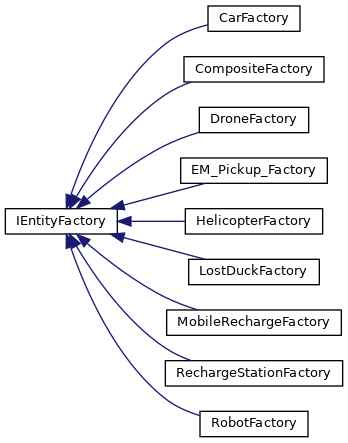 CarFactory
CompositeFactory
DroneFactory
EM_Pickup_Factory
IEntityFactory
HelicopterFactory
LostDuckFactory
MobileRechargeFactory
RechargeStationFactory
RobotFactory